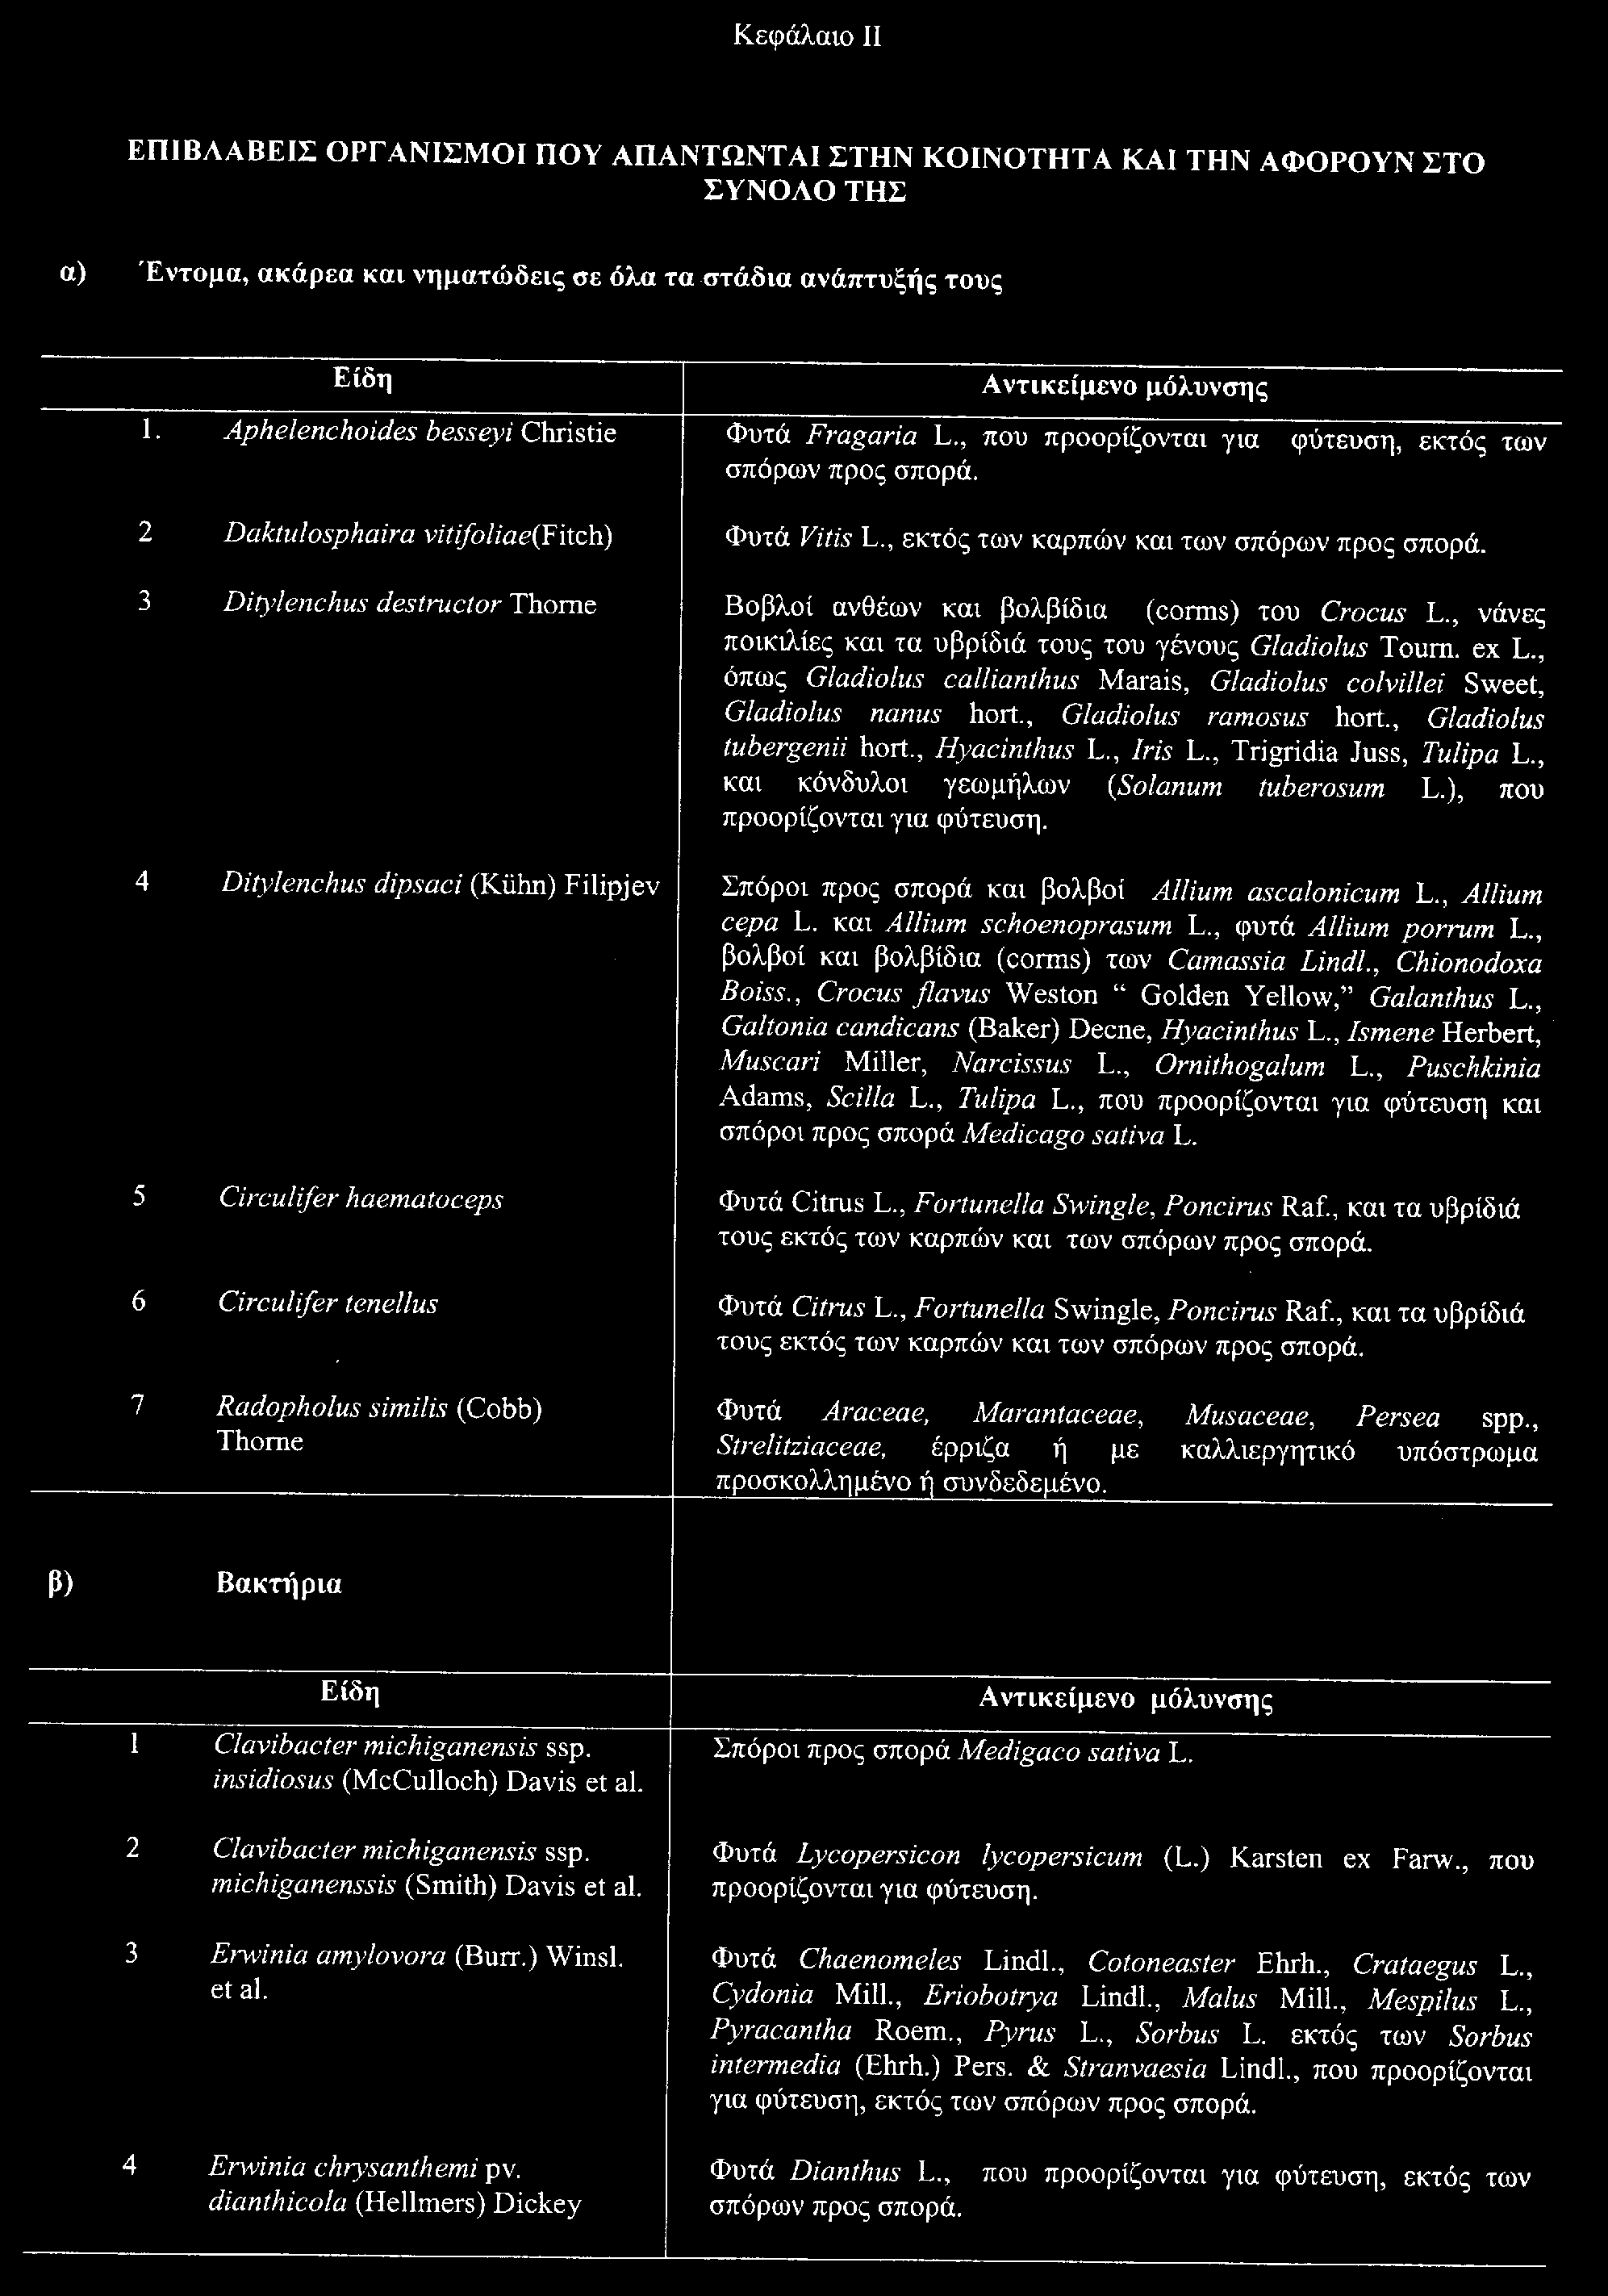 Κεφάλαιο ΙΙ
ΕΠΙΒΛΑΒΕΙΣ ΟΡΓΑΝΙΣΜΟΙ ΠΟΥ ΑΠΑΝΤΩΝΤΑΙ ΣΤΗΝ ΚΟΙΝΟΤΗΤΑ ΚΑΙ ΤΗΝ ΑΦΟΡΟΥΝ ΣΤΟ
ΣΥΝΟΛΟ ΤΗΣ
α) Έντομα, ακάρεα και νηματώδεις σε όλα τα στάδια ανάπτυξής τους
Είδη
Αντικείμενο μόλυνσης
1. Aphelenchoides besseyi Christie
Φυτά Fragaria L., που προορίζονται για φύτευση, εκτός των
σπόρων προς σπορά.
2 Daktulosphaira vitifoliae(Fitch)
Φυτά Vitis L., εκτός των καρπών και των σπόρων προς σπορά.
3 Ditylenchus destructor Thorne
Βοβλοί ανθέων και βολβίδια (corms) του Crocus L., νάνες
ποικιλίες και τα υβρίδιά τους του γένους Gladiolus Tourn. ex L.,
όπως Gladiolus callianthus Marais, Gladiolus colvillei Sweet,
Gladiolus nanus hort., Gladiolus ramosus hort., Gladiolus
tubergenii hort., Hyacinthus L., Iris L., Trigridia Juss, Tulipa L.,
και κόνδυλοι γεωμήλων (Solanum tuberosum L.), που
προορίζονται για φύτευση.
4 Ditylenchus dipsaci (Kühn) Filipjev
Σπόροι προς σπορά και βολβοί Allium ascalonicum L., Allium
cepa L. και Allium schoenoprasum L., φυτά Allium porrum L.,
βολβοί και βολβίδια (corms) των Camassia Lindl., Chionodoxa
Boiss., Crocus flavus Weston “ Golden Yellow,” Galanthus L.,
Galtonia candicans (Baker) Decne, Hyacinthus L., Ismene Herbert,
Muscari Miller, Narcissus L., Ornithogalum L., Puschkinia
Adams, Scilla L., Tulipa L., που προορίζονται για φύτευση και
σπόροι προς σπορά Medicago sativa L.
5 Circulifer haematoceps
Φυτά Citrus L., Fortunella Swingle, Poncirus Raf., και τα υβρίδιά
τους εκτός των καρπών και των σπόρων προς σπορά.
6 Circulifer tenellus
Φυτά Citrus L., Fortunella Swingle, Poncirus Raf., και τα υβρίδιά
τους εκτός των καρπών και των σπόρων προς σπορά.
7 Radopholus similis (Cobb)
Thorne
Φυτά Araceae, Marantaceae, Musaceae, Persea spp.,
Strelitziaceae, έρριζα ή με καλλιεργητικό υπόστρωμα
προσκολλημένο ή συνδεδεμένο.
β) Βακτήρια
Είδη
Αντικείμενο μόλυνσης
1 Clavibacter michiganensis ssp.
insidiosus (McCulloch) Davis et al.
Σπόροι προς σπορά Medigaco sativa L.
2 Clavibacter michiganensis ssp.
michiganenssis (Smith) Davis et al.
Φυτά Lycopersicon lycopersicum (L.) Karsten ex Farw., που
προορίζονται για φύτευση.
3 Erwinia amylovora (Burr.) Winsl.
et al.
Φυτά Chaenomeles Lindl., Cotoneaster Ehrh., Crataegus L.,
Cydonia Mill., Eriobotrya Lindl., Malus Mill., Mespilus L.,
Pyracantha Roem., Pyrus L., Sorbus L. εκτός των Sorbus
intermedia (Ehrh.) Pers. & Stranvaesia Lindl., που προορίζονται
για φύτευση, εκτός των σπόρων προς σπορά.
4 Erwinia chrysanthemi pv.
dianthicola (Hellmers) Dickey
Φυτά Dianthus L., που προορίζονται για φύτευση, εκτός των
σπόρων προς σπορά.